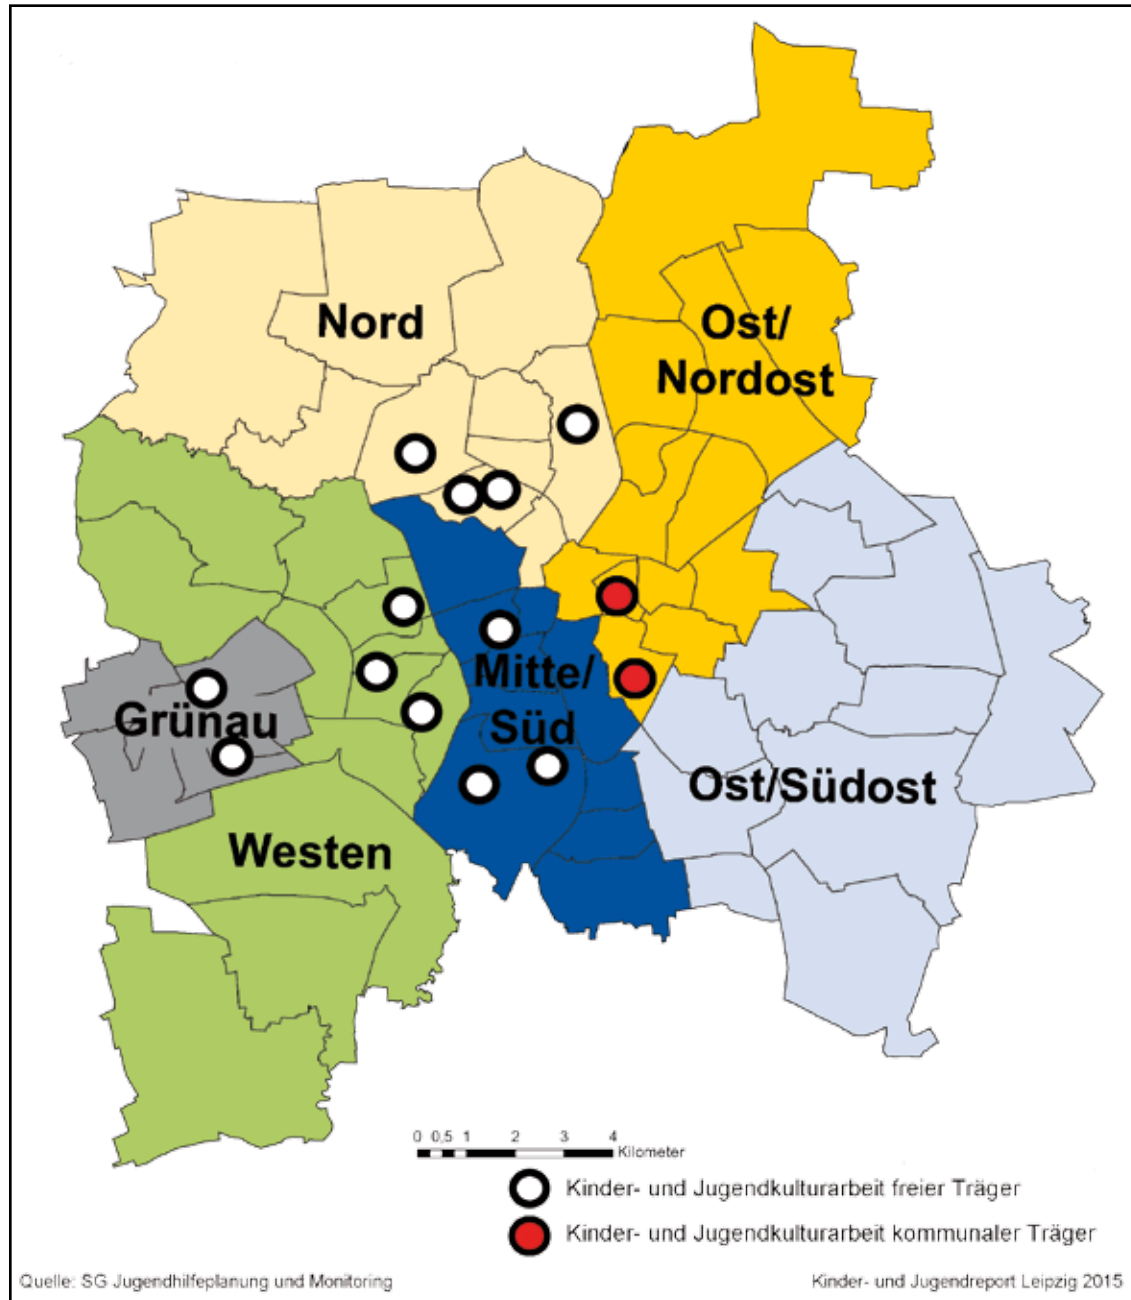 Nord
Ost/
Nordost
Mitte/
Süd
Grünau
Ost/Südost
Westen
0 0,5 1 2 3 4
Kilometer
Kinder- und Jugendkulturarbeit freier Träger
Kinder- und Jugendkulturarbeit kommunaler Träger
Quelle: SG Jugendhilfeplanung und Monitoring
Kinder- und Jugendreport Leipzig 2015